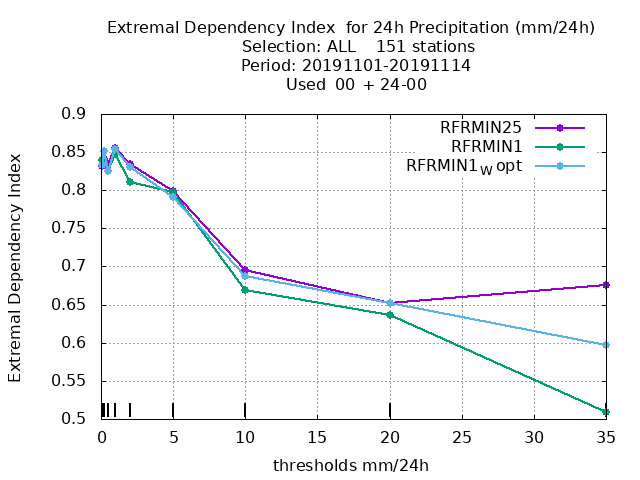 Extremal Dependency Index  for 24h Precipitation (mm/24h)
Selection: ALL    151 stations
Period: 20191101-20191114
Used  00 + 24-00
RFRMIN25
RFRMIN1
RFRMIN1W opt
Extremal Dependency Index
0.9
0.85
0.8
0.75
0.7
0.65
0.6
0.55
0.5
0 5 10 15 20 25 30 35
thresholds mm/24h